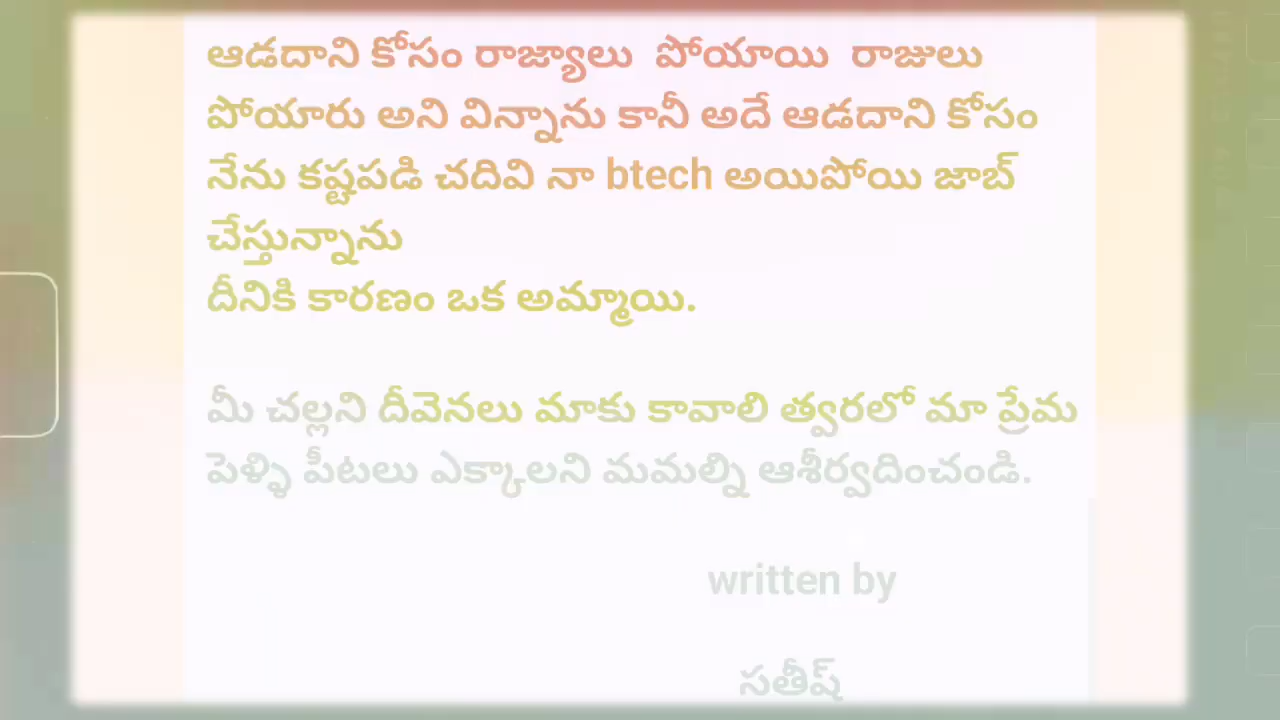 ఆడదాని కోసం రాజ్యాలు పోయాయి రాజులు
పోయారు అని విన్నాను కానీ అదే ఆడదాని కోసం
నేను కష్టపడి చదివి నా btech అయిపోయి జాబ్
చేస్తున్నాను
దీనికి కారణం ఒక అమ్మాయి.
మీ చల్లని దీవెనలు మాకు కావాలి త్వరలో మా ప్రేమ
పెళ్ళి పీటలు ఎక్కాలని మమల్ని ఆశీర్వదించండి.
written by
సతీష్